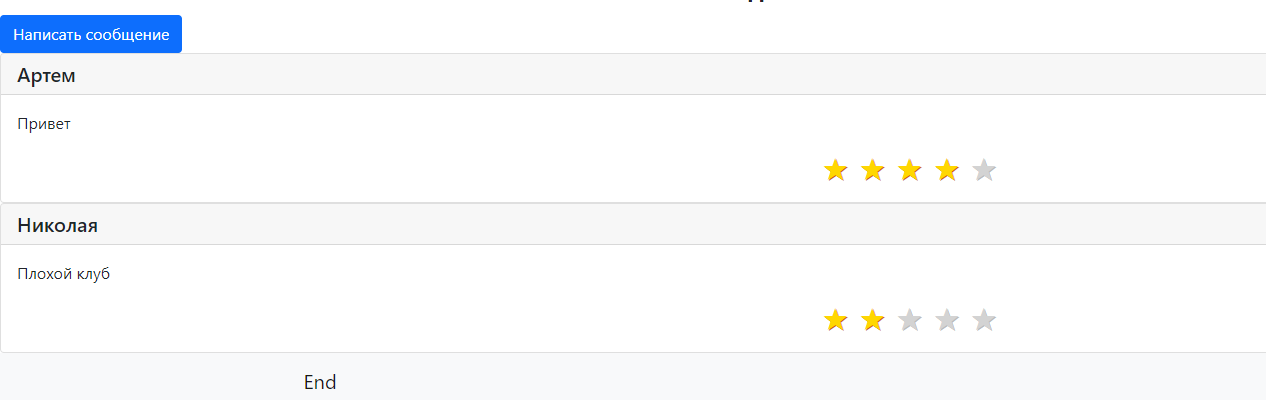 Написать сообщение
Артем
Привет
Николая
Плохой клуб
End